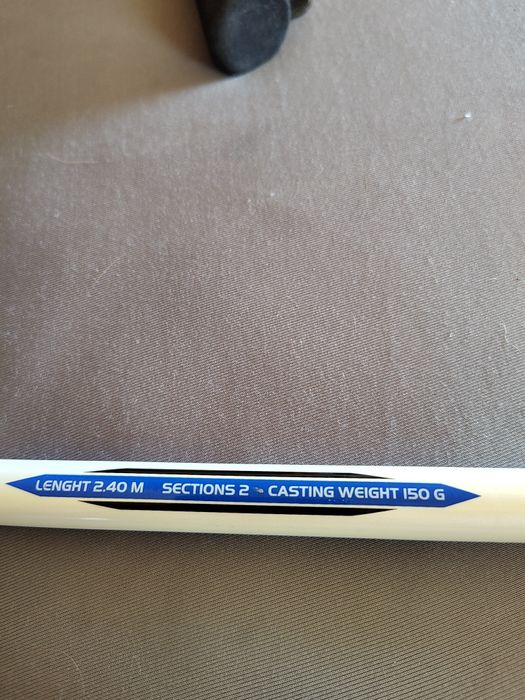 LENGHT 2.40 M SECTIONS 2 - CASTING WEIGHT 150 G